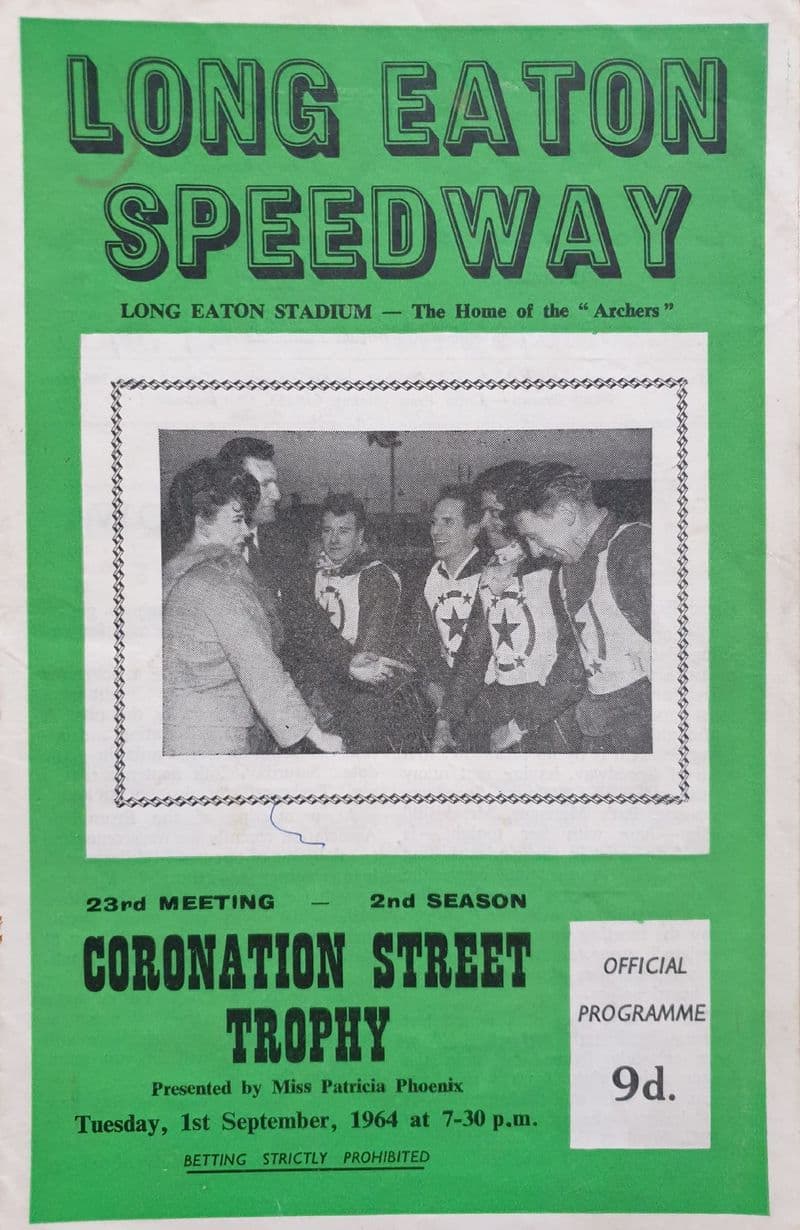 LONG EATON
SPEEDWAY
LONG EATON STADIUM — The Home of the “Archers”
23rd MEETING — 2nd SEASON
CORONATION STREET
TROPHY
Presented by Miss Patricia Phoenix
Tuesday, 1st September, 1964 at 7-30 p.m.
BETTING STRICTLY PROHIBITED
OFFICIAL
PROGRAMME
9d.